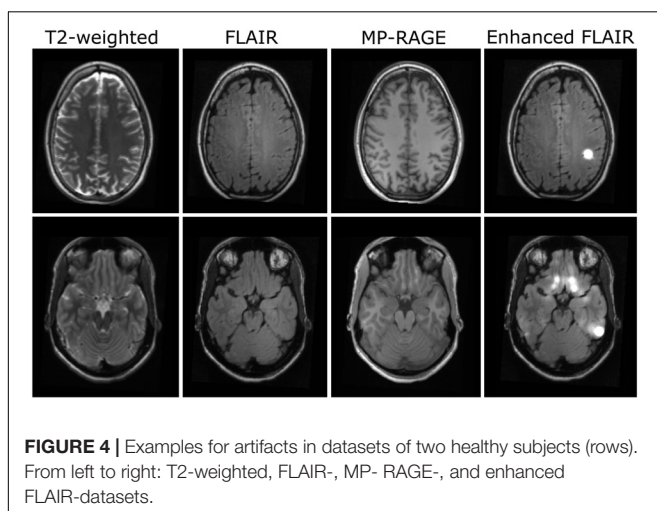 T2-weighted FLAIR MP-RAGE Enhanced FLAIR
FIGURE 4 | Examples for artifacts in datasets of two healthy subjects (rows).
From left to right: T2-weighted, FLAIR-, MP- RAGE-, and enhanced
FLAIR-datasets.